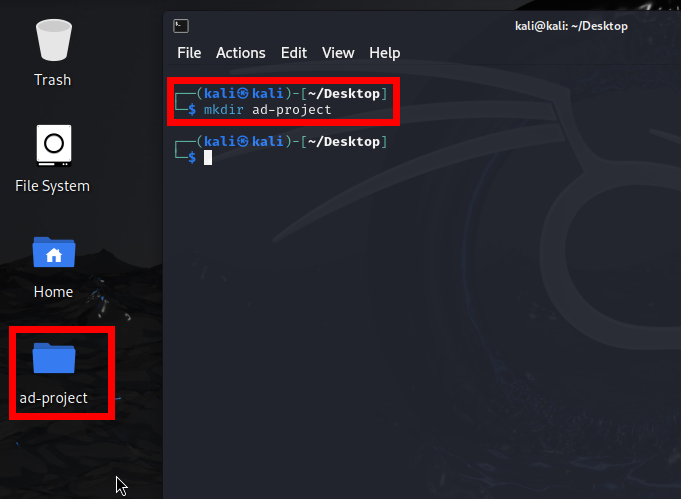 Trash
File System
Home
ad-project
kali@kali: ~/Desktop
File Actions Edit View Help
┌──(kali㉿kali)-[~/Desktop]
└─$ mkdir ad-project
┌──(kali㉿kali)-[~/Desktop]
└─$